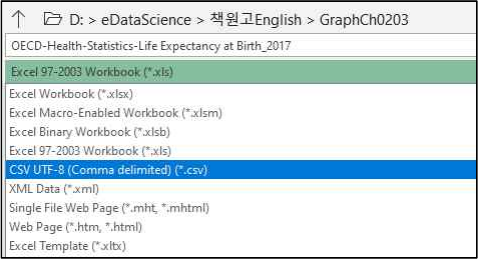 D: > eDataScience > 책원고English > GraphCh0203
OECD-Health-Statistics-Life Expectancy at Birth_2017
Excel 97-2003 Workbook (*.xls)
Excel Workbook (*.xlsx)
Excel Macro-Enabled Workbook (*.xlsm)
Excel Binary Workbook (*.xlsb)
Excel 97-2003 Workbook (*.xls)
CSV UTF-8 (Comma delimited) (*.csv)
XML Data (*.xml)
Single File Web Page (*.mht, *.mhtml)
Web Page (*.htm, *.html)
Excel Template (*.xltx)